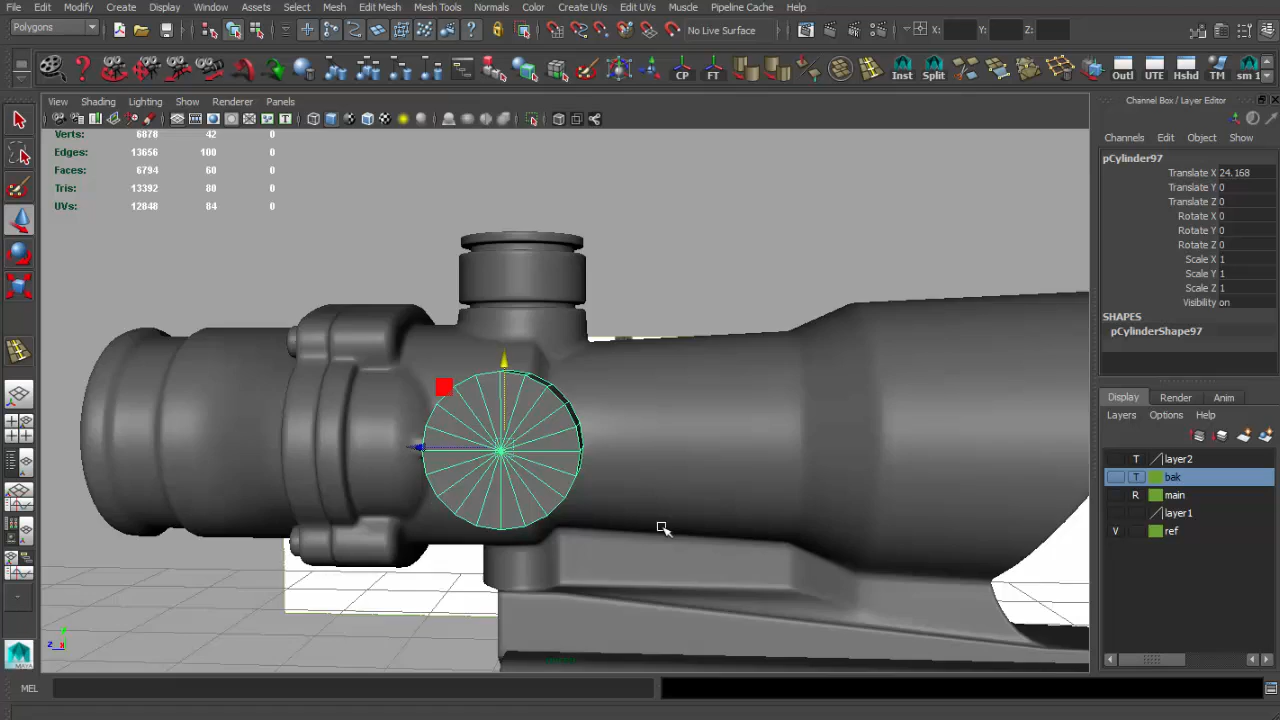 File Edit Modify Create Display Window Assets Select Mesh Edit Mesh Mesh Tools Normals Color Create UVs Edit UVs Muscle Pipeline Cache Help
Polygons No Live Surface X: Y: Z:
CP FT Inst Split Outl UTE Hshd TM sm 1
View Shading Lighting Show Renderer Panels
Channel Box / Layer Editor
Channels Edit Object Show
Verts: 6878 42 0
Edges: 13656 100 0
Faces: 6794 60 0
Tris: 13392 80 0
UVs: 12848 84 0
pCylinder97
Translate X 24.168
Translate Y 0
Translate Z 0
Rotate X 0
Rotate Y 0
Rotate Z 0
Scale X 1
Scale Y 1
Scale Z 1
Visibility on
SHAPES
pCylinderShape97
Display Render Anim
Layers Options Help
T layer2
T bak
R main
layer1
V ref
MEL